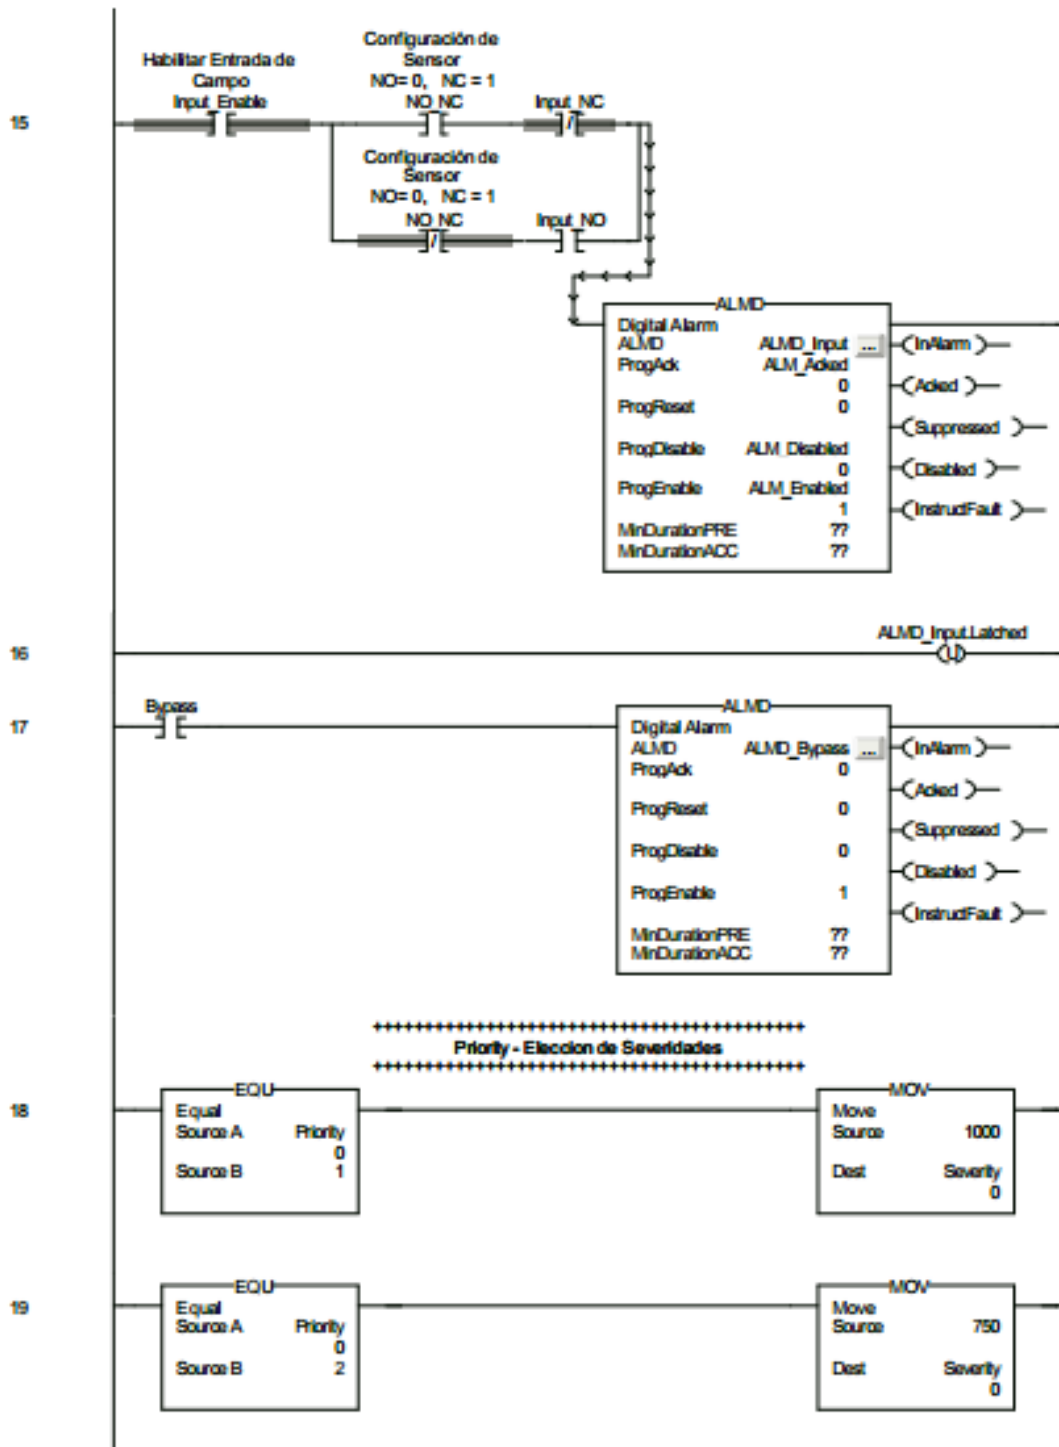 15
Habilitar Entrada de
Campo
Input_Enable
Configuración de
Sensor
NO= 0, NC = 1
NO_NC
Input_NC
Configuración de
Sensor
NO= 0, NC = 1
NO_NC
Input_NO
ALMD
Digital Alarm
ALMD ALMD_Input ...
ProgAck ALM_Acked
0
ProgReset 0
ProgDisable ALM_Disabled
0
ProgEnable ALM_Enabled
1
MinDurationPRE ??
MinDurationACC ??
InAlarm
Acked
Suppressed
Disabled
InstructFault
16
ALMD_Input.Latched
U
17
Bypass
ALMD
Digital Alarm
ALMD ALMD_Bypass ...
ProgAck 0
ProgReset 0
ProgDisable 0
ProgEnable 1
MinDurationPRE ??
MinDurationACC ??
InAlarm
Acked
Suppressed
Disabled
InstructFault
++++++++++++++++++++++++++++++++++++++++++
Priority - Eleccion de Severidades
++++++++++++++++++++++++++++++++++++++++++
18
EQU
Equal
Source A Priority
0
Source B 1
MOV
Move
Source 1000
Dest Severity
0
19
EQU
Equal
Source A Priority
0
Source B 2
MOV
Move
Source 750
Dest Severity
0